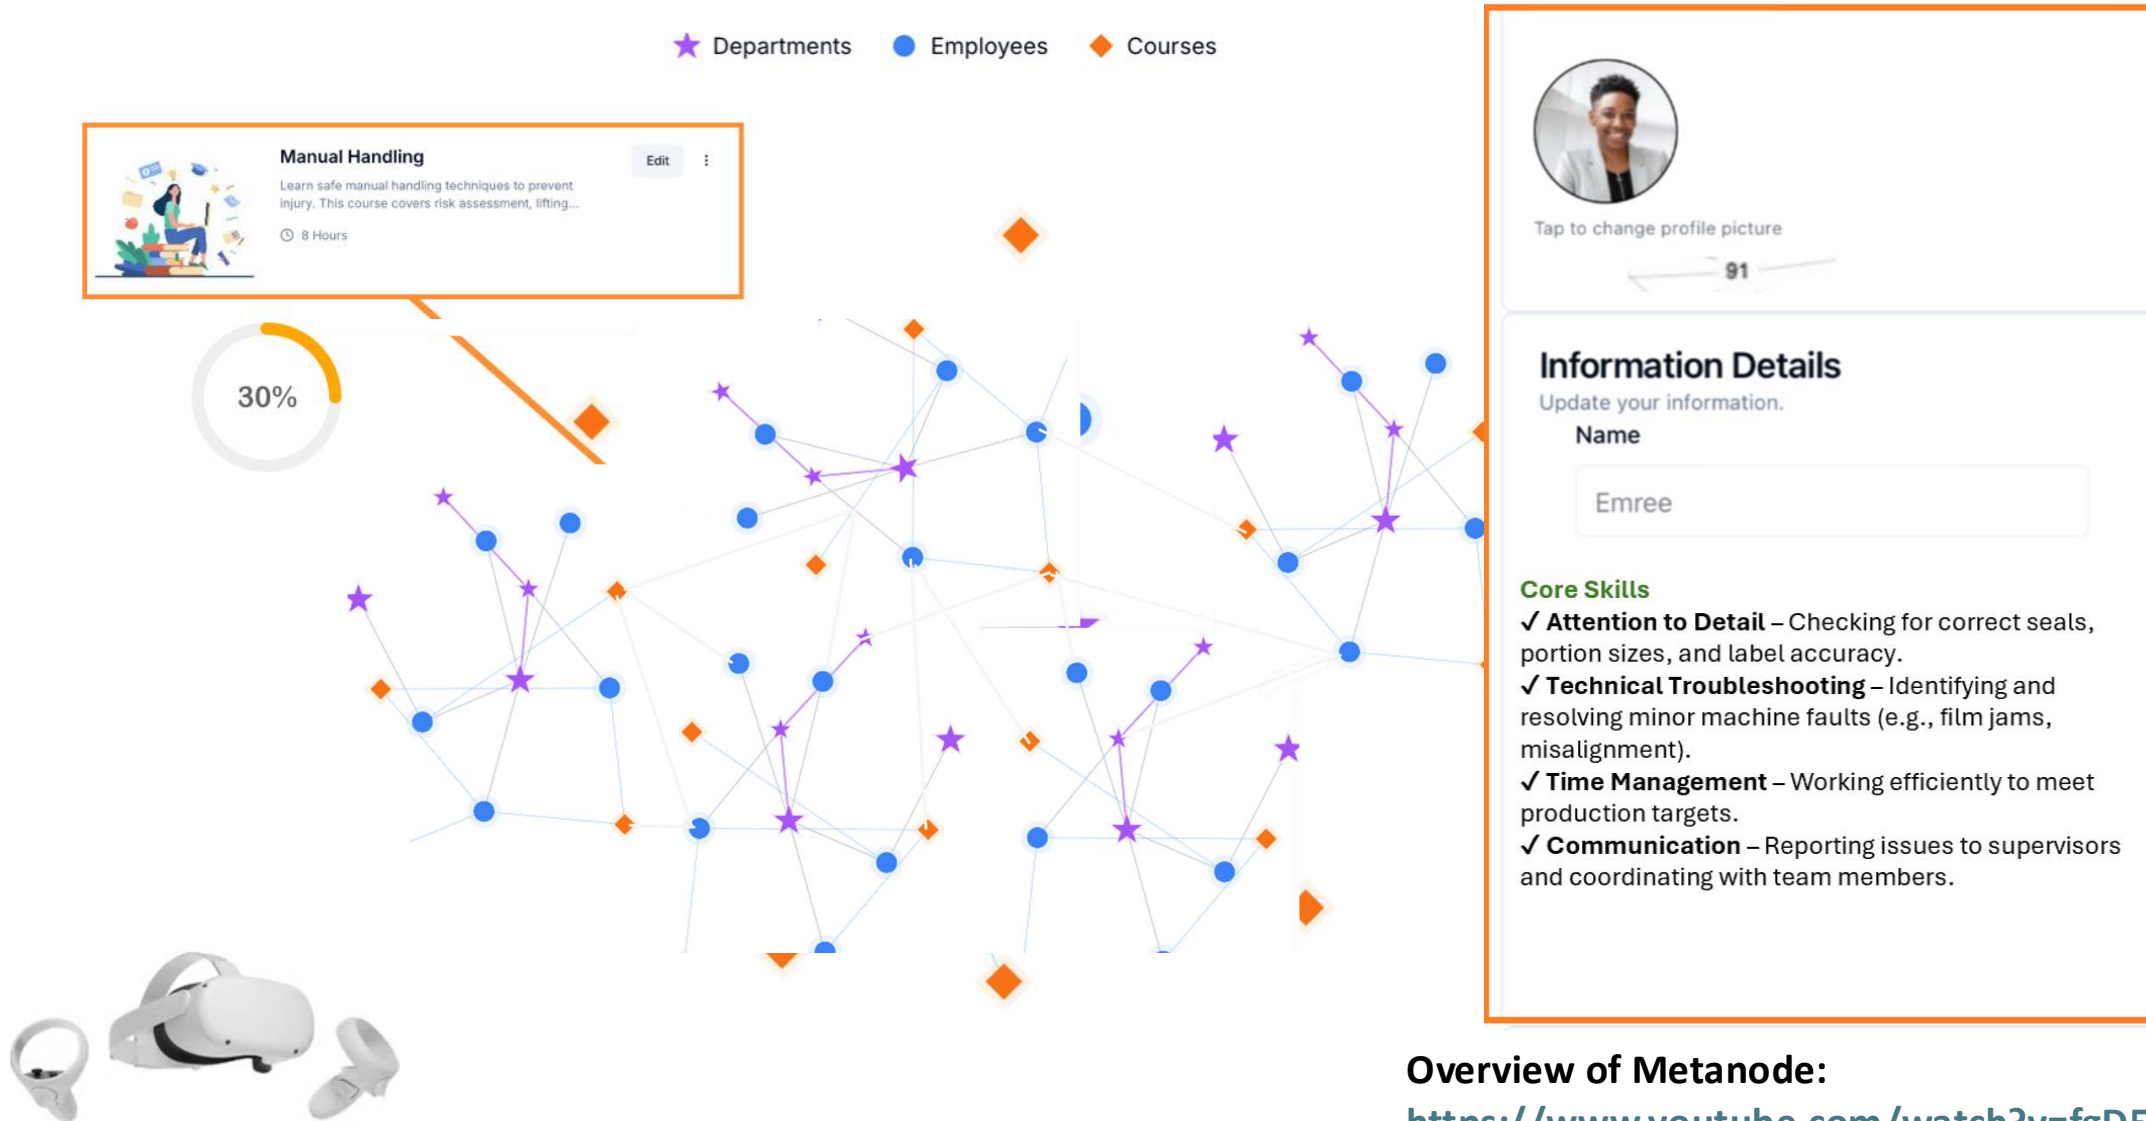 Departments
Employees
Courses
Manual Handling
Edit
Learn safe manual handling techniques to prevent
injury. This course covers risk assessment, lifting...
8 Hours
30%
Tap to change profile picture
91
Information Details
Update your information.
Name
Emree
Core Skills
✓ Attention to Detail – Checking for correct seals,
portion sizes, and label accuracy.
✓ Technical Troubleshooting – Identifying and
resolving minor machine faults (e.g., film jams,
misalignment).
✓ Time Management – Working efficiently to meet
production targets.
✓ Communication – Reporting issues to supervisors
and coordinating with team members.
Overview of Metanode: